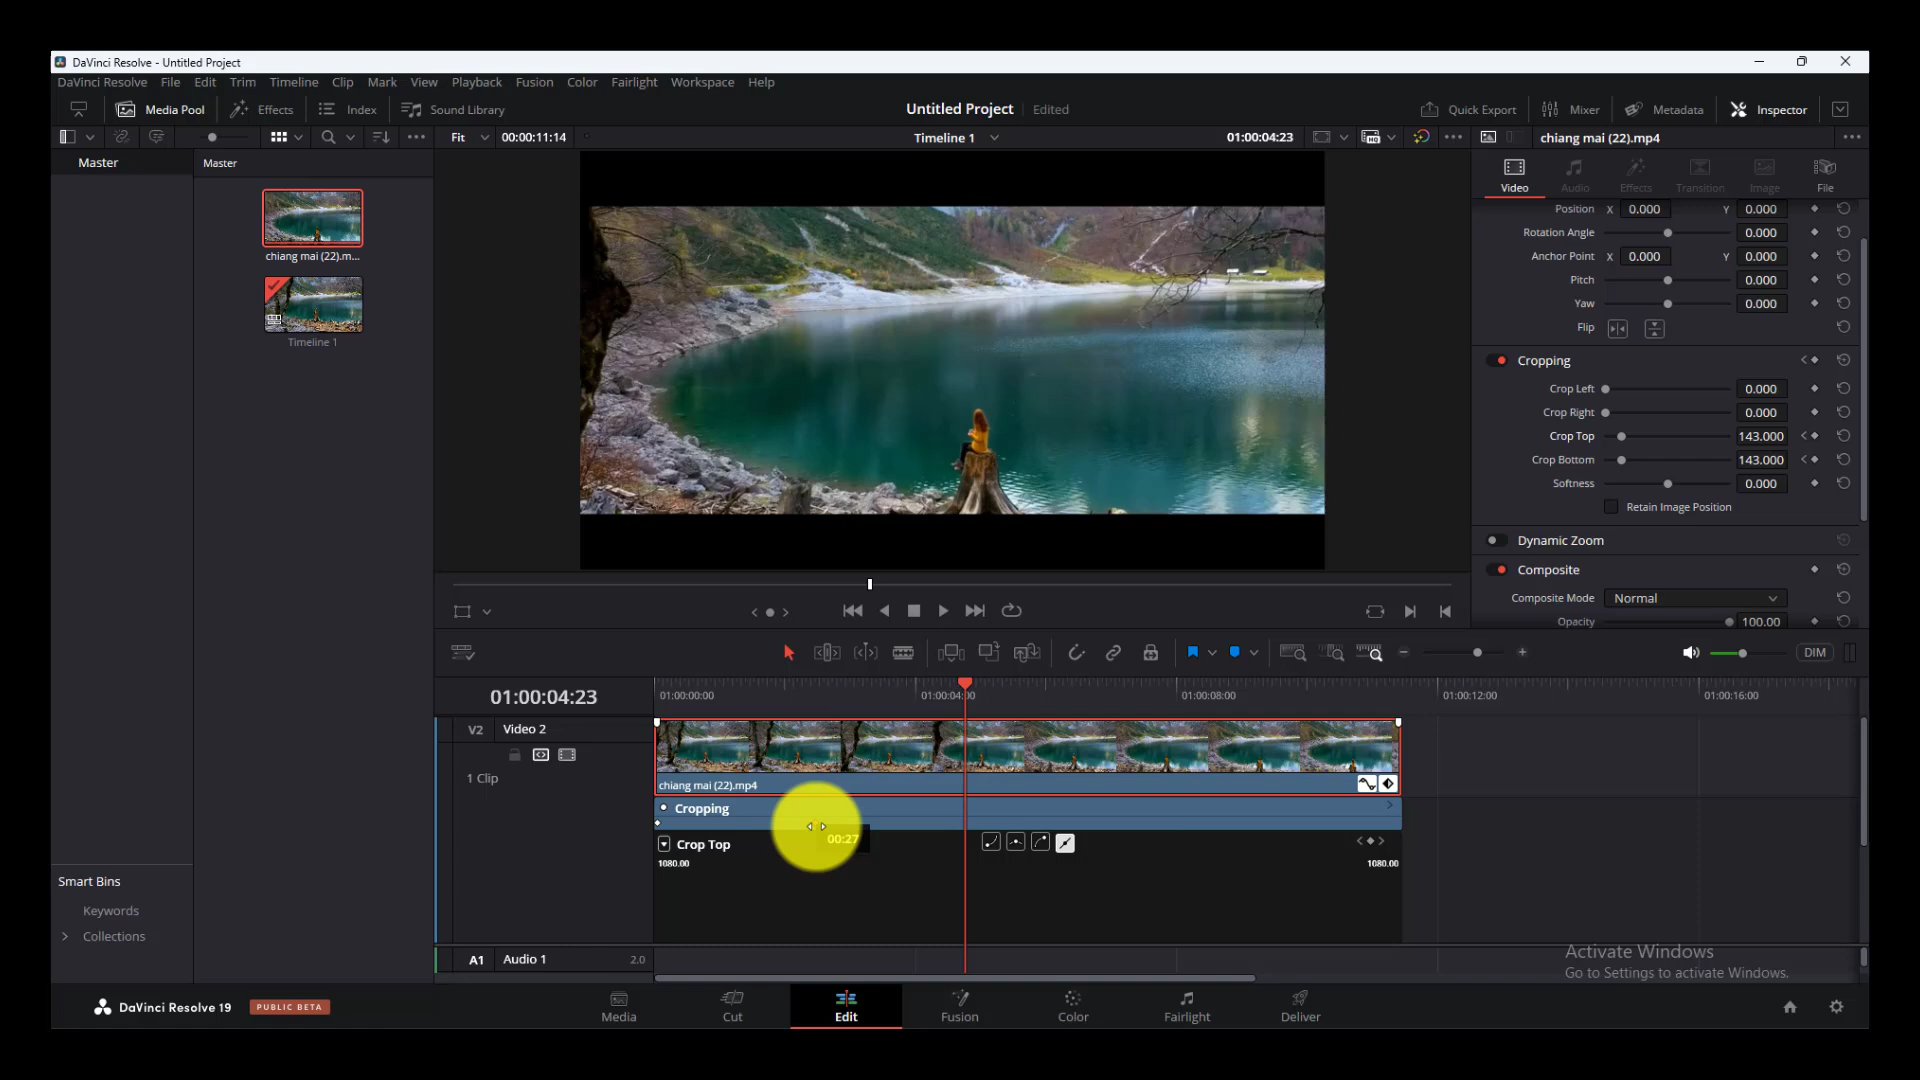 DaVinci Resolve - Untitled Project
DaVinci Resolve File Edit Trim Timeline Clip Mark View Playback Fusion Color Fairlight Workspace Help
Media Pool Effects Index Sound Library Untitled Project Edited Quick Export Mixer Metadata Inspector
Fit 00:00:11:14 Timeline 1 01:00:04:23 chiang mai (22).mp4
Master Master
Video Audio Effects Transition Image File
Position X 0.000 Y 0.000
Rotation Angle 0.000
Anchor Point X 0.000 Y 0.000
Pitch 0.000
Yaw 0.000
Flip
chiang mai (22).m...
Timeline 1
Cropping
Crop Left 0.000
Crop Right 0.000
Crop Top 143.000
Crop Bottom 143.000
Softness 0.000
Retain Image Position
Dynamic Zoom
Composite
Composite Mode Normal
Opacity 100.00
DIM
01:00:04:23 01:00:00:00 01:00:04:00 01:00:08:00 01:00:12:00 01:00:16:00
V2 Video 2
1 Clip
chiang mai (22).mp4
Cropping
00:27
Crop Top
1080.00 1080.00
Smart Bins
Keywords
Collections
A1 Audio 1 2.0
Activate Windows
Go to Settings to activate Windows.
DaVinci Resolve 19 PUBLIC BETA
Media Cut Edit Fusion Color Fairlight Deliver